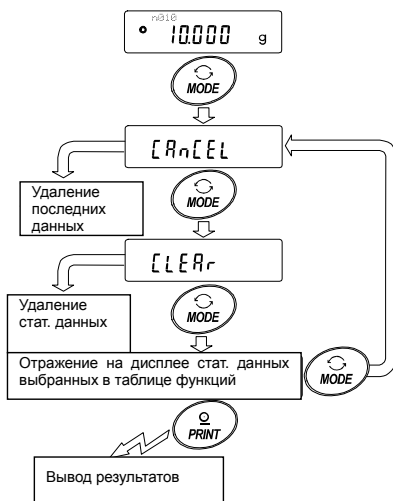 n010
10.000 g
MODE
CAnCEL
Удаление
последних
данных
MODE
CLEAr
Удаление
стат. данных
MODE
Отражение на дисплее стат. данных
выбранных в таблице функций
MODE
PRINT
Вывод результатов